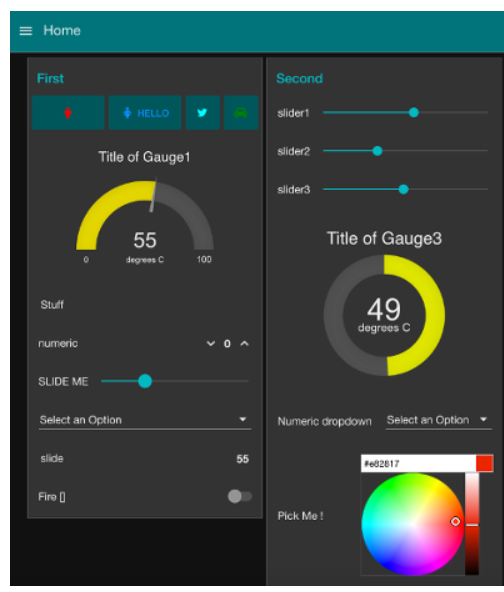 Home
First
HELLO
Title of Gauge1
55
degrees C
0
100
Stuff
numeric
0
SLIDE ME
Select an Option
slide
55
Fire []
Second
slider1
slider2
slider3
Title of Gauge3
49
degrees C
Numeric dropdown
Select an Option
#e82817
Pick Me !